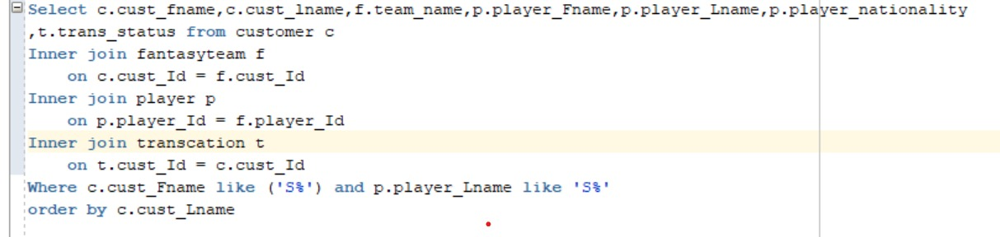 Select c.cust_fname,c.cust_lname,f.team_name,p.player_Fname,p.player_Lname,p.player_nationality
,t.trans_status from customer c
Inner join fantasyteam f
on c.cust_Id = f.cust_Id
Inner join player p
on p.player_Id = f.player_Id
Inner join transcation t
on t.cust_Id = c.cust_Id
Where c.cust_Fname like ('S%') and p.player_Lname like 'S%'
order by c.cust_Lname